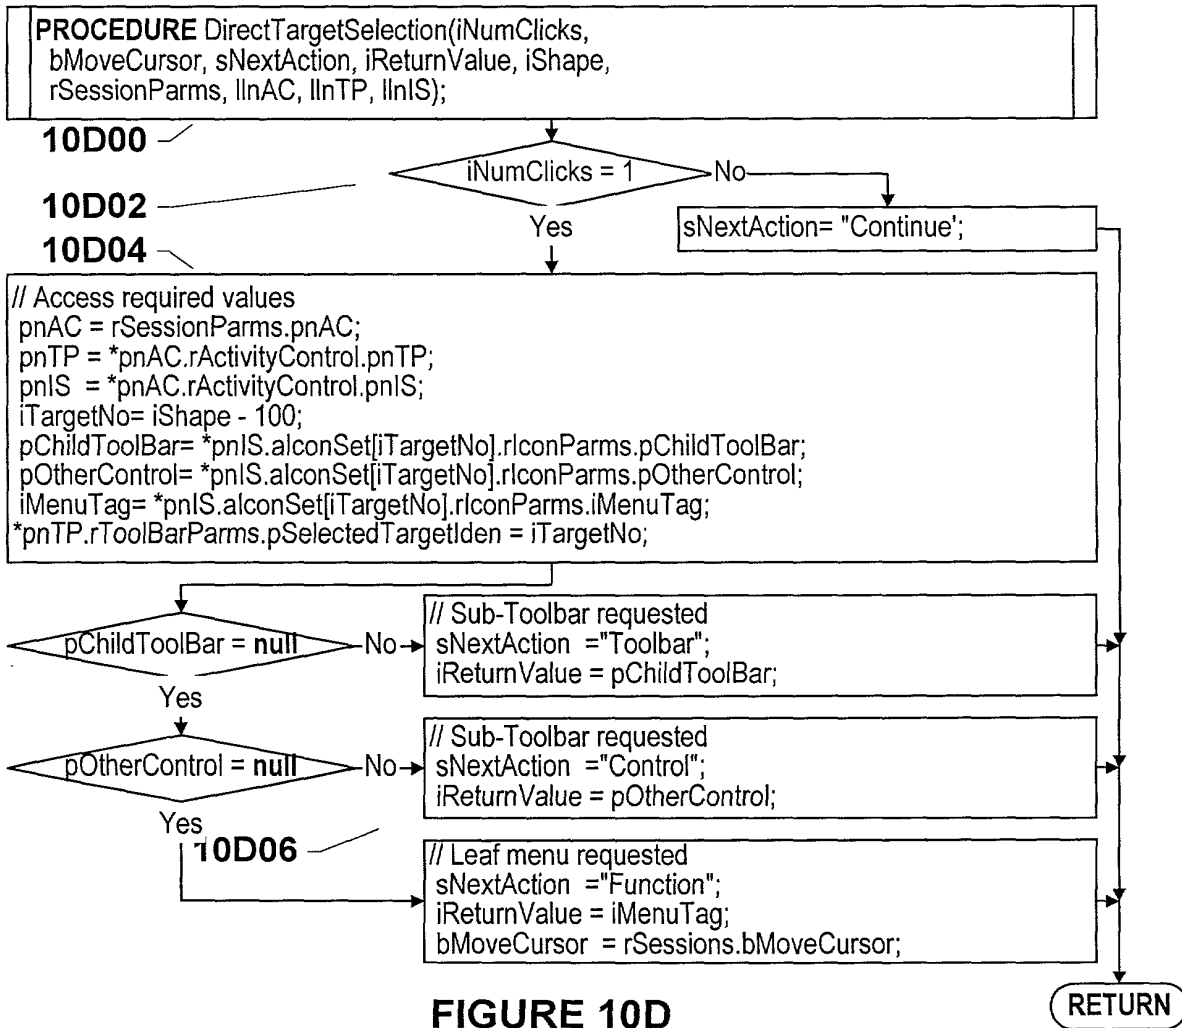 PROCEDURE DirectTargetSelection(iNumClicks,
bMoveCursor, sNextAction, iReturnValue, iShape,
rSessionParms, llnAC, llnTP, llnIS);
10D00
iNumClicks = 1
No
10D02
Yes
sNextAction= "Continue';
10D04
// Access required values
pnAC = rSessionParms.pnAC;
pnTP = *pnAC.rActivityControl.pnTP;
pnIS = *pnAC.rActivityControl.pnIS;
iTargetNo= iShape - 100;
pChildToolBar= *pnIS.aIconSet[iTargetNo].rIconParms.pChildToolBar;
pOtherControl= *pnIS.aIconSet[iTargetNo].rIconParms.pOtherControl;
iMenuTag= *pnIS.aIconSet[iTargetNo].rIconParms.iMenuTag;
*pnTP.rToolBarParms.pSelectedTargetIden = iTargetNo;
pChildToolBar = null
No
// Sub-Toolbar requested
sNextAction ="Toolbar";
iReturnValue = pChildToolBar;
Yes
pOtherControl = null
No
// Sub-Toolbar requested
sNextAction ="Control";
iReturnValue = pOtherControl;
Yes
10D06
// Leaf menu requested
sNextAction ="Function";
iReturnValue = iMenuTag;
bMoveCursor = rSessions.bMoveCursor;
FIGURE 10D
RETURN